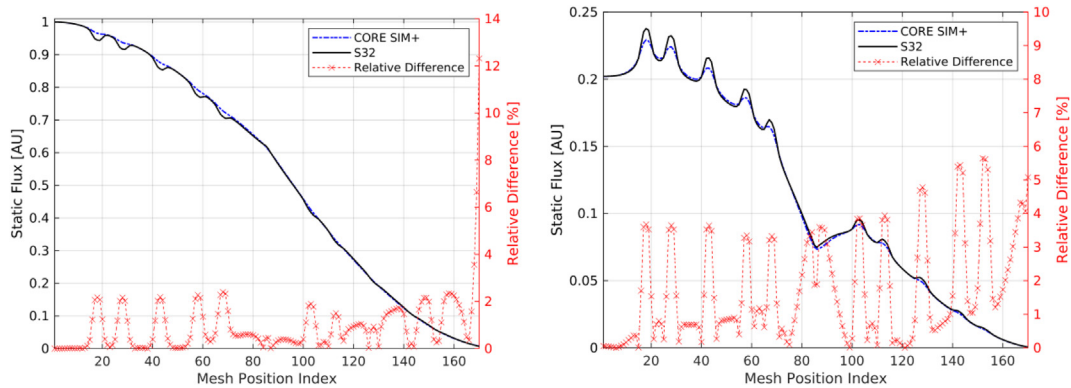 1
0.9
0.8
0.7
0.6
0.5
0.4
0.3
0.2
0.1
0
Static Flux [AU]
CORE SIM+
S32
Relative Difference
14
12
10
8
6
4
2
0
Relative Difference [%]
20 40 60 80 100 120 140 160
Mesh Position Index
0.25
0.2
0.15
0.1
0.05
0
Static Flux [AU]
CORE SIM+
S32
Relative Difference
10
9
8
7
6
5
4
3
2
1
0
Relative Difference [%]
20 40 60 80 100 120 140 160
Mesh Position Index